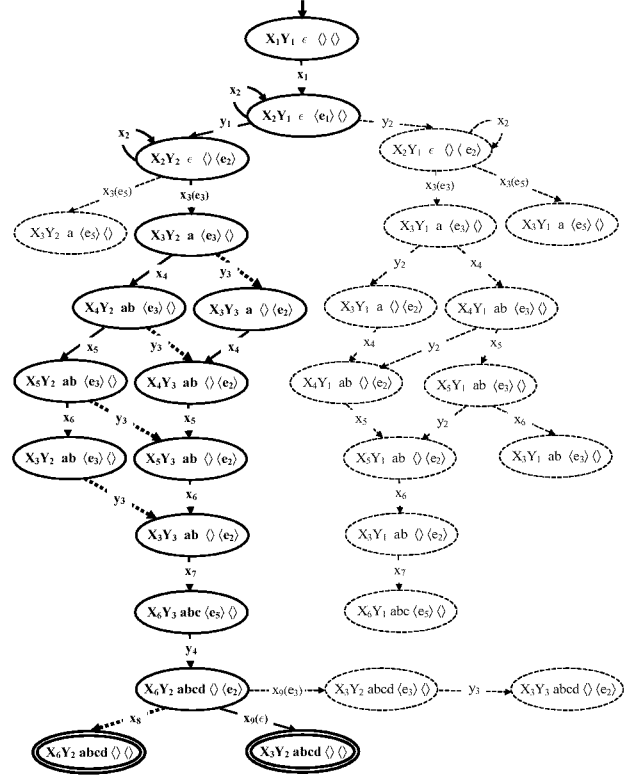 X₁Y₁ ϵ ⟨⟩ ⟨⟩
x₁
x₂
X₂Y₁ ϵ ⟨e₁⟩ ⟨⟩
y₁ y₂
x₂ x₂
X₂Y₂ ϵ ⟨⟩ ⟨e₂⟩ X₂Y₁ ϵ ⟨⟩ ⟨e₂⟩
x₃(e₅) x₃(e₃) x₃(e₃) x₃(e₅)
X₃Y₂ a ⟨e₅⟩ ⟨⟩ X₃Y₂ a ⟨e₃⟩ ⟨⟩ X₃Y₁ a ⟨e₃⟩ ⟨⟩ X₃Y₁ a ⟨e₅⟩ ⟨⟩
x₄ y₃ y₂ x₄
X₄Y₂ ab ⟨e₃⟩ ⟨⟩ X₃Y₃ a ⟨⟩ ⟨e₂⟩ X₃Y₁ a ⟨⟩ ⟨e₂⟩ X₄Y₁ ab ⟨e₃⟩ ⟨⟩
x₅ y₃ x₄ x₄ y₂ x₅
X₅Y₂ ab ⟨e₃⟩ ⟨⟩ X₄Y₃ ab ⟨⟩ ⟨e₂⟩ X₄Y₁ ab ⟨⟩ ⟨e₂⟩ X₅Y₁ ab ⟨e₃⟩ ⟨⟩
x₆ y₃ x₅ x₅ y₂ x₆
X₃Y₂ ab ⟨e₃⟩ ⟨⟩ X₅Y₃ ab ⟨⟩ ⟨e₂⟩ X₅Y₁ ab ⟨⟩ ⟨e₂⟩ X₃Y₁ ab ⟨e₃⟩ ⟨⟩
y₃ x₆ x₆
X₃Y₃ ab ⟨⟩ ⟨e₂⟩ X₃Y₁ ab ⟨⟩ ⟨e₂⟩
x₇ x₇
X₆Y₃ abc ⟨e₅⟩ ⟨⟩ X₆Y₁ abc ⟨e₅⟩ ⟨⟩
y₄
X₆Y₂ abcd ⟨⟩ ⟨e₂⟩ x₉(e₃) X₃Y₂ abcd ⟨e₃⟩ ⟨⟩ y₃ X₃Y₃ abcd ⟨⟩ ⟨e₂⟩
x₈ x₉(ϵ)
X₆Y₂ abcd ⟨⟩ ⟨⟩ X₃Y₂ abcd ⟨⟩ ⟨⟩